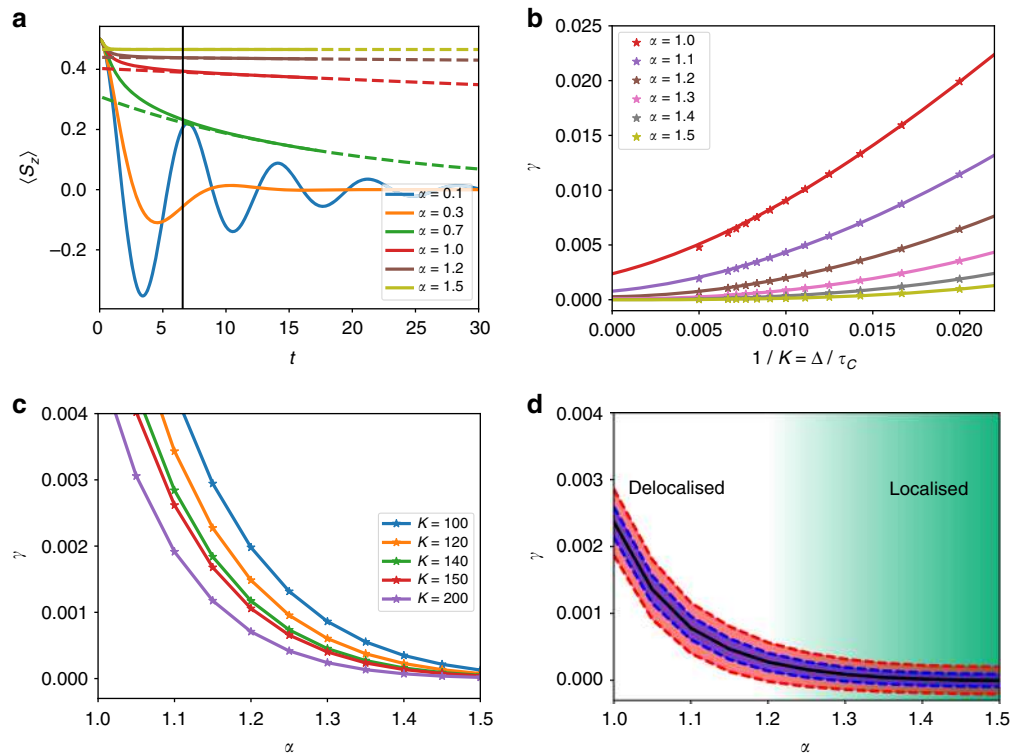 a
⟨S_z⟩
0.4
0.2
0.0
−0.2
0
5
10
15
20
25
30
t
α = 0.1
α = 0.3
α = 0.7
α = 1.0
α = 1.2
α = 1.5
b
γ
0.025
0.020
0.015
0.010
0.005
0.000
0.000
0.005
0.010
0.015
0.020
1 / K = Δ / τ_C
α = 1.0
α = 1.1
α = 1.2
α = 1.3
α = 1.4
α = 1.5
c
γ
0.004
0.003
0.002
0.001
0.000
1.0
1.1
1.2
1.3
1.4
1.5
α
K = 100
K = 120
K = 140
K = 150
K = 200
d
γ
0.004
0.003
0.002
0.001
0.000
1.0
1.1
1.2
1.3
1.4
1.5
α
Delocalised
Localised